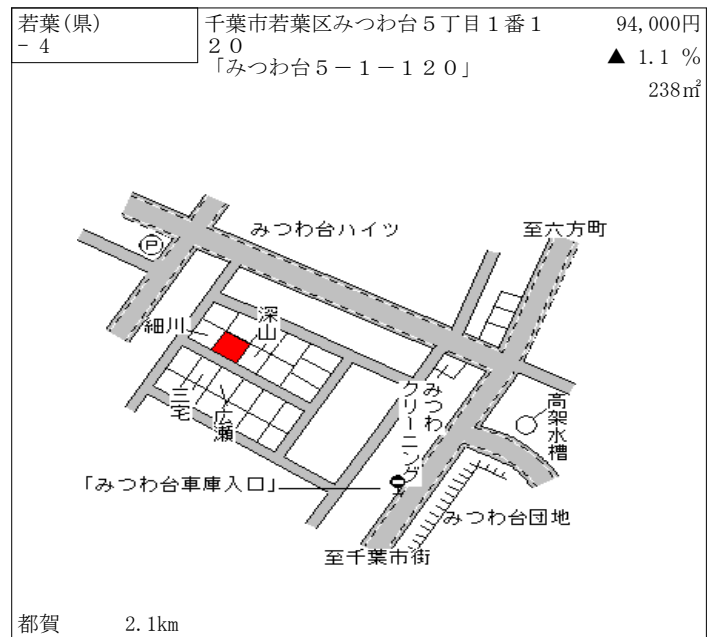 若葉(県)
- 4
千葉市若葉区みつわ台５丁目１番１
２０
「みつわ台５－１－１２０」
94,000円
▲ 1.1 %
238㎡
みつわ台ハイツ
至六方町
P
細川
深山
三宅
広瀬
みつわ
クリーニング
高架水槽
「みつわ台車庫入口」
みつわ台団地
至千葉市街
都賀 2.1km